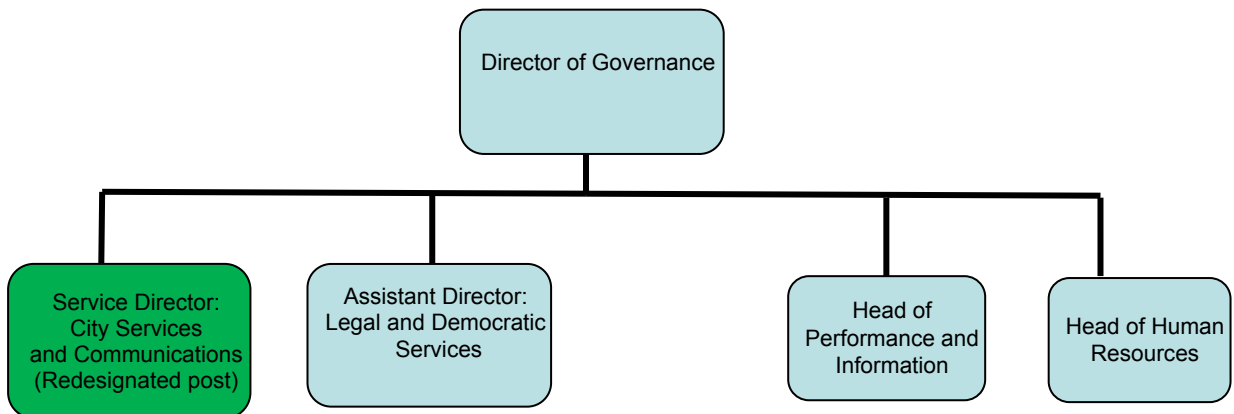 Director of Governance
Service Director:
City Services
and Communications
(Redesignated post)
Assistant Director:
Legal and Democratic
Services
Head of
Performance and
Information
Head of Human
Resources